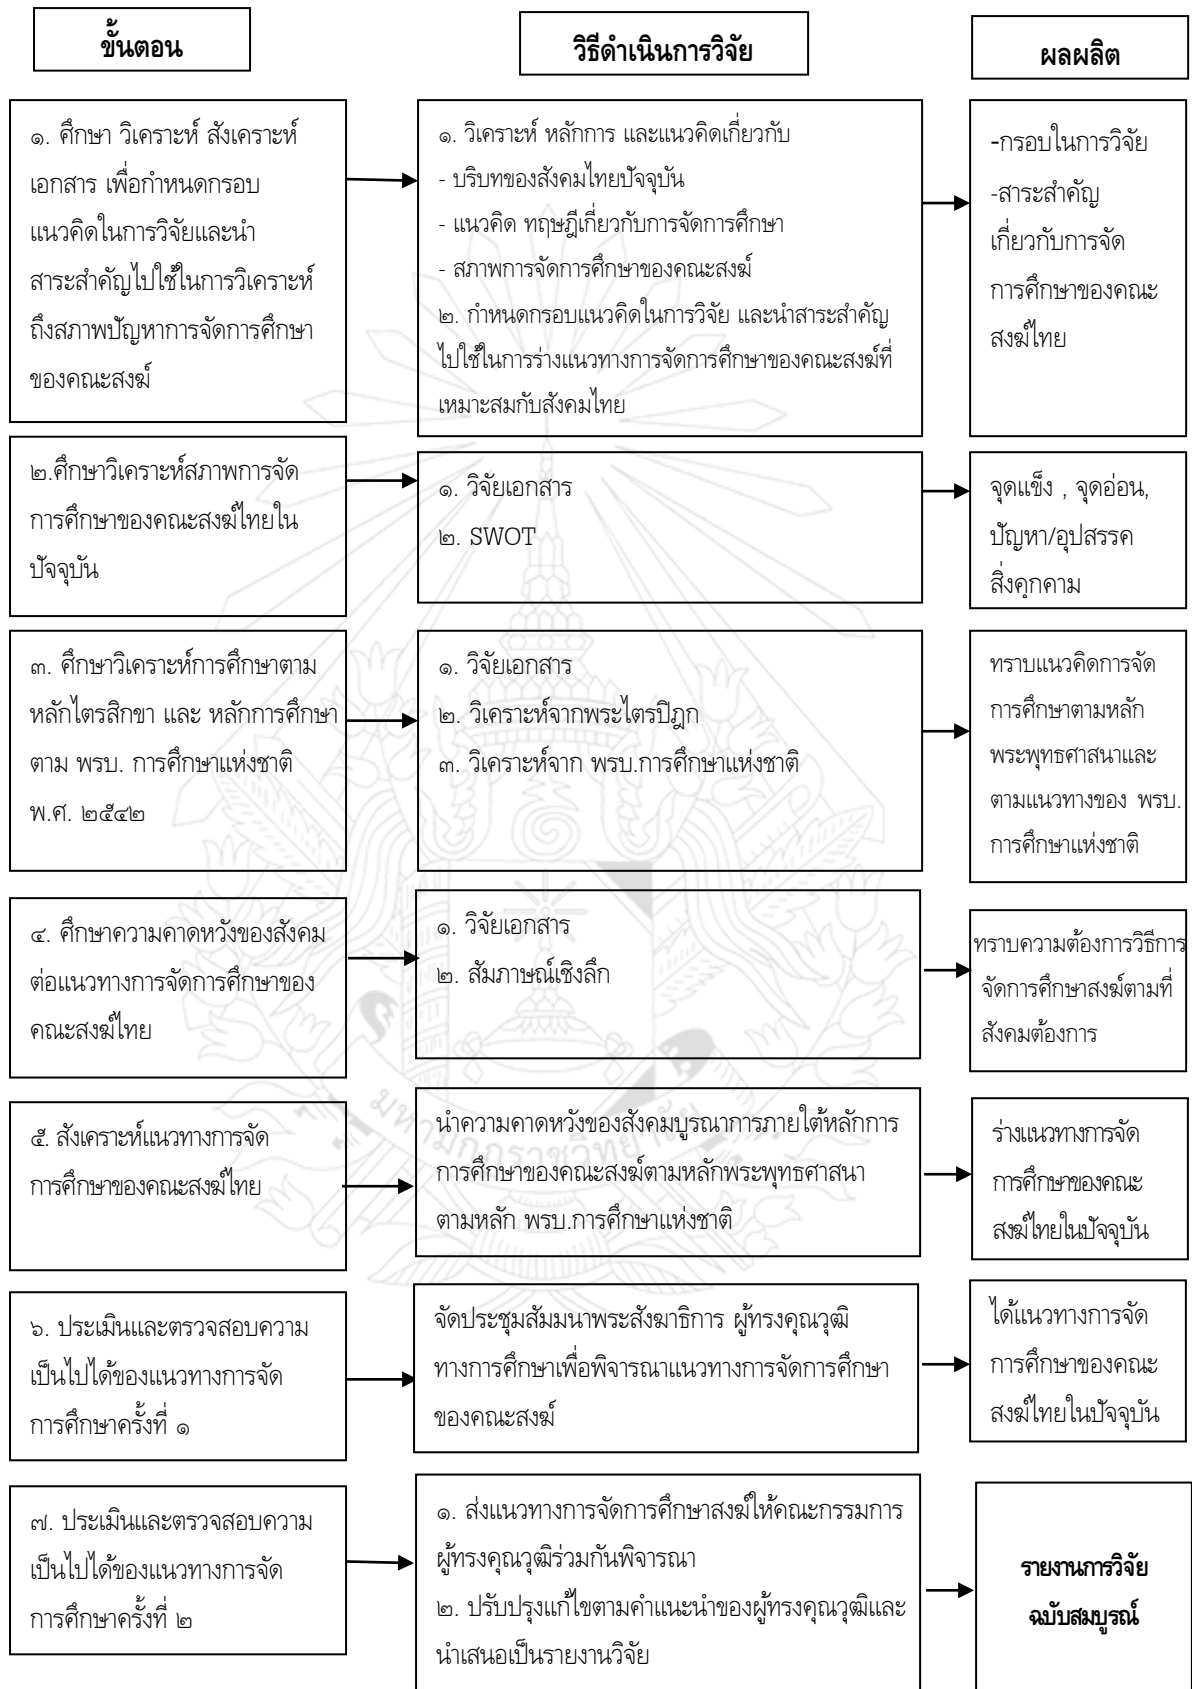 ขั้นตอน
วิธีดำเนินการวิจัย
ผลผลิต
๑. ศึกษา วิเคราะห์ สังเคราะห์
เอกสาร เพื่อกำหนดกรอบ
แนวคิดในการวิจัยและนำ
สาระสำคัญไปใช้ในการวิเคราะห์
ถึงสภาพปัญหาการจัดการศึกษา
ของคณะสงฆ์
๑. วิเคราะห์ หลักการ และแนวคิดเกี่ยวกับ
- บริบทของสังคมไทยปัจจุบัน
- แนวคิด ทฤษฎีเกี่ยวกับการจัดการศึกษา
- สภาพการจัดการศึกษาของคณะสงฆ์
๒. กำหนดกรอบแนวคิดในการวิจัย และนำสาระสำคัญ
ไปใช้ในการร่างแนวทางการจัดการศึกษาของคณะสงฆ์ที่
เหมาะสมกับสังคมไทย
-กรอบในการวิจัย
-สาระสำคัญ
เกี่ยวกับการจัด
การศึกษาของคณะ
สงฆ์ไทย
๒.ศึกษาวิเคราะห์สภาพการจัด
การศึกษาของคณะสงฆ์ไทยใน
ปัจจุบัน
๑. วิจัยเอกสาร
๒. SWOT
จุดแข็ง , จุดอ่อน,
ปัญหา/อุปสรรค
สิ่งคุกคาม
๓. ศึกษาวิเคราะห์การศึกษาตาม
หลักไตรสิกขา และ หลักการศึกษา
ตาม พรบ. การศึกษาแห่งชาติ
พ.ศ. ๒๕๔๒
๑. วิจัยเอกสาร
๒. วิเคราะห์จากพระไตรปิฎก
๓. วิเคราะห์จาก พรบ.การศึกษาแห่งชาติ
ทราบแนวคิดการจัด
การศึกษาตามหลัก
พระพุทธศาสนาและ
ตามแนวทางของ พรบ.
การศึกษาแห่งชาติ
๔. ศึกษาความคาดหวังของสังคม
ต่อแนวทางการจัดการศึกษาของ
คณะสงฆ์ไทย
๑. วิจัยเอกสาร
๒. สัมภาษณ์เชิงลึก
ทราบความต้องการวิธีการ
จัดการศึกษาสงฆ์ตามที่
สังคมต้องการ
๕. สังเคราะห์แนวทางการจัด
การศึกษาของคณะสงฆ์ไทย
นำความคาดหวังของสังคมบูรณาการภายใต้หลักการ
การศึกษาของคณะสงฆ์ตามหลักพระพุทธศาสนา
ตามหลัก พรบ.การศึกษาแห่งชาติ
ร่างแนวทางการจัด
การศึกษาของคณะ
สงฆ์ไทยในปัจจุบัน
๖. ประเมินและตรวจสอบความ
เป็นไปได้ของแนวทางการจัด
การศึกษาครั้งที่ ๑
จัดประชุมสัมมนาพระสังฆาธิการ ผู้ทรงคุณวุฒิ
ทางการศึกษาเพื่อพิจารณาแนวทางการจัดการศึกษา
ของคณะสงฆ์
ได้แนวทางการจัด
การศึกษาของคณะ
สงฆ์ไทยในปัจจุบัน
๗. ประเมินและตรวจสอบความ
เป็นไปได้ของแนวทางการจัด
การศึกษาครั้งที่ ๒
๑. ส่งแนวทางการจัดการศึกษาสงฆ์ให้คณะกรรมการ
ผู้ทรงคุณวุฒิร่วมกันพิจารณา
๒. ปรับปรุงแก้ไขตามคำแนะนำของผู้ทรงคุณวุฒิและ
นำเสนอเป็นรายงานวิจัย
รายงานการวิจัย
ฉบับสมบูรณ์